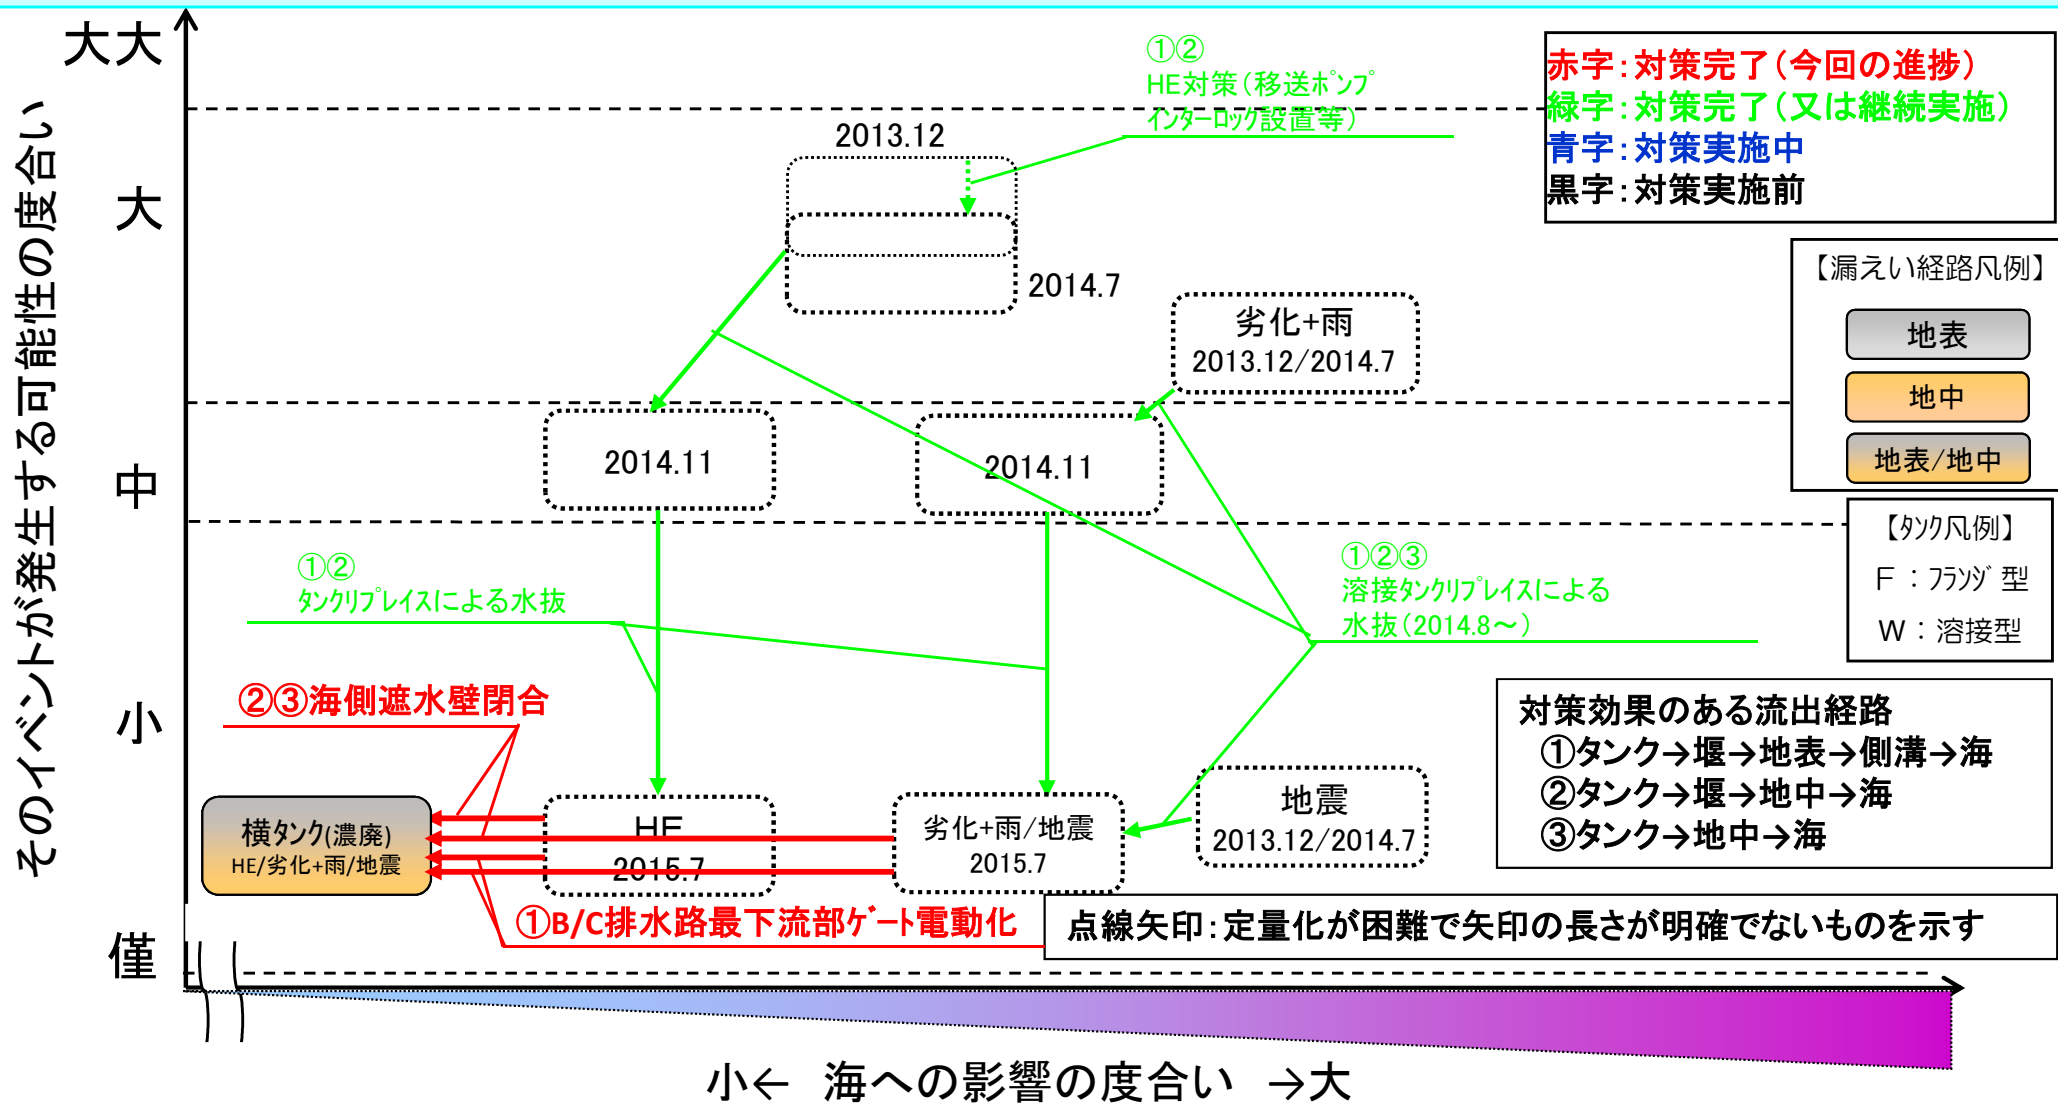 大大
大
中
小
僅
そのイベントが発生する可能性の度合い
①②
HE対策(移送ﾎﾟﾝﾌﾟ
ｲﾝﾀｰﾛｯｸ設置等)
2013.12
2014.7
劣化+雨
2013.12/2014.7
2014.11
2014.11
①②
ﾀﾝｸﾘﾌﾟﾚｲｽによる水抜
①②③
溶接ﾀﾝｸﾘﾌﾟﾚｲｽによる
水抜(2014.8～)
②③海側遮水壁閉合
横ﾀﾝｸ(濃廃)
HE/劣化+雨/地震
HE
2015.7
劣化+雨/地震
2015.7
地震
2013.12/2014.7
①B/C排水路最下流部ｹﾞｰﾄ電動化
赤字：対策完了(今回の進捗)
緑字：対策完了(又は継続実施)
青字：対策実施中
黒字：対策実施前
【漏えい経路凡例】
地表
地中
地表/地中
【ﾀﾝｸ凡例】
F：ﾌﾗﾝｼﾞ型
W：溶接型
対策効果のある流出経路
①タンク→堰→地表→側溝→海
②タンク→堰→地中→海
③タンク→地中→海
点線矢印：定量化が困難で矢印の長さが明確でないものを示す
小← 海への影響の度合い →大